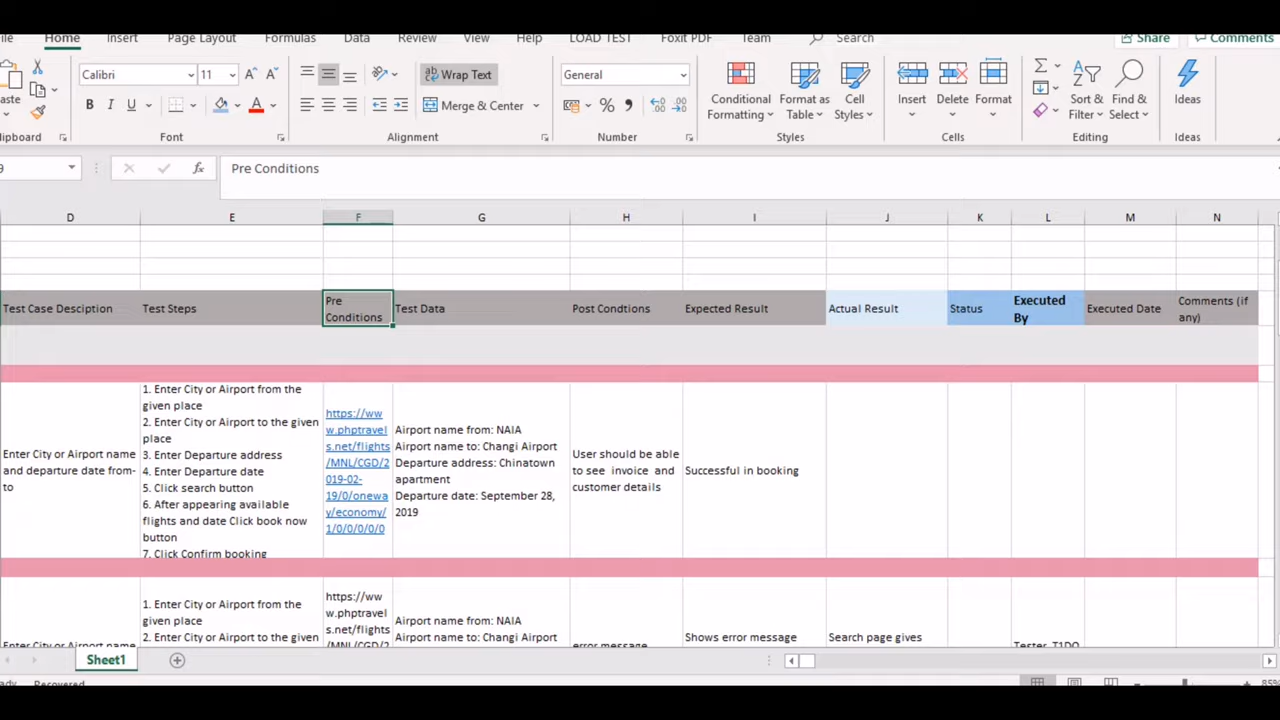 Home Insert Page Layout Formulas Data Review View Help LOAD TEST Foxit PDF Team Search Share Comments
Calibri 11 Wrap Text General
B I U Merge & Center % Conditional Formatting Format as Table Cell Styles Insert Delete Format Sort & Filter Find & Select Ideas
Font Alignment Number Styles Cells Editing Ideas
Pre Conditions
D E F G H I J K L M N
Test Case Desciption
Test Steps
Pre
Conditions
Test Data
Post Condtions
Expected Result
Actual Result
Status
Executed
By
Executed Date
Comments (if
any)
Enter City or Airport name
and departure date from-
to
1. Enter City or Airport from the
given place
2. Enter City or Airport to the given
place
3. Enter Departure address
4. Enter Departure date
5. Click search button
6. After appearing available
flights and date Click book now
button
7. Click Confirm booking
https://ww
w.phptravel
s.net/flights
/MNL/CGD/2
019-02-
19/0/onewa
y/economy/
1/0/0/0/0/0
Airport name from: NAIA
Airport name to: Changi Airport
Departure address: Chinatown
apartment
Departure date: September 28,
2019
User should be able
to see invoice and
customer details
Successful in booking
Enter City or Airport name
1. Enter City or Airport from the
given place
2. Enter City or Airport to the given
https://ww
w.phptravel
s.net/flights
/MNL/CGD/2
Airport name from: NAIA
Airport name to: Changi Airport
error message
Shows error message
Search page gives
Tester_T1DO
Sheet1
Recovered